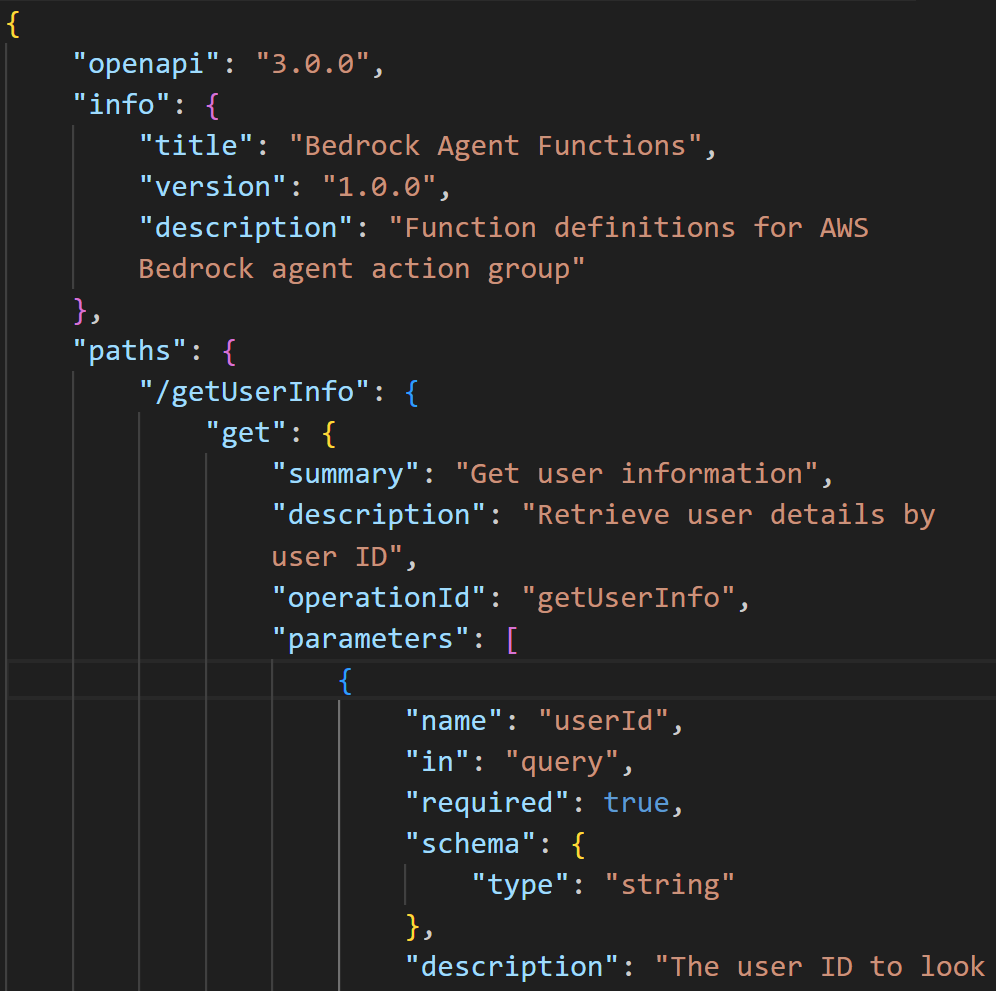 {
    "openapi": "3.0.0",
    "info": {
        "title": "Bedrock Agent Functions",
        "version": "1.0.0",
        "description": "Function definitions for AWS
        Bedrock agent action group"
    },
    "paths": {
        "/getUserInfo": {
            "get": {
                "summary": "Get user information",
                "description": "Retrieve user details by
                user ID",
                "operationId": "getUserInfo",
                "parameters": [
                    {
                        "name": "userId",
                        "in": "query",
                        "required": true,
                        "schema": {
                            "type": "string"
                        },
                        "description": "The user ID to look